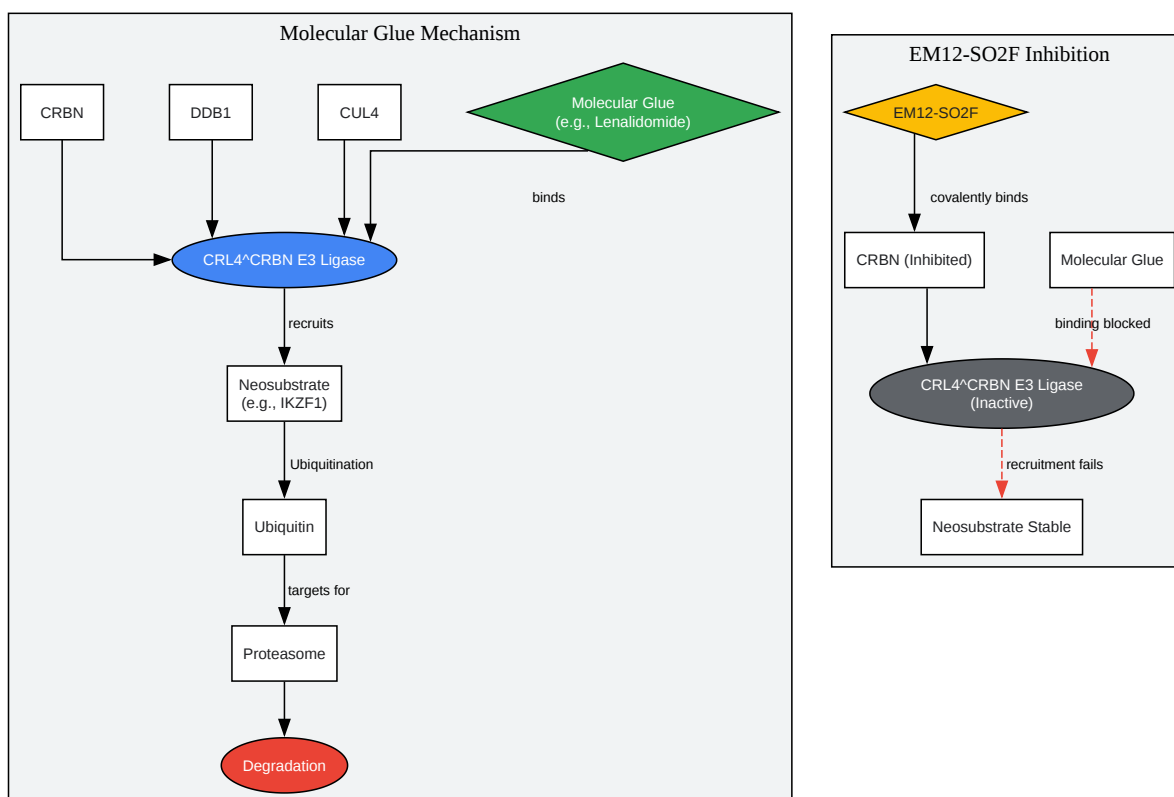 Molecular Glue Mechanism
CRBN
DDB1
CUL4
Molecular Glue
(e.g., Lenalidomide)
binds
CRL4^CRBN E3 Ligase
recruits
Neosubstrate
(e.g., IKZF1)
Ubiquitination
Ubiquitin
targets for
Proteasome
Degradation
EM12-SO2F Inhibition
EM12-SO2F
covalently binds
CRBN (Inhibited)
Molecular Glue
binding blocked
CRL4^CRBN E3 Ligase
(Inactive)
recruitment fails
Neosubstrate Stable